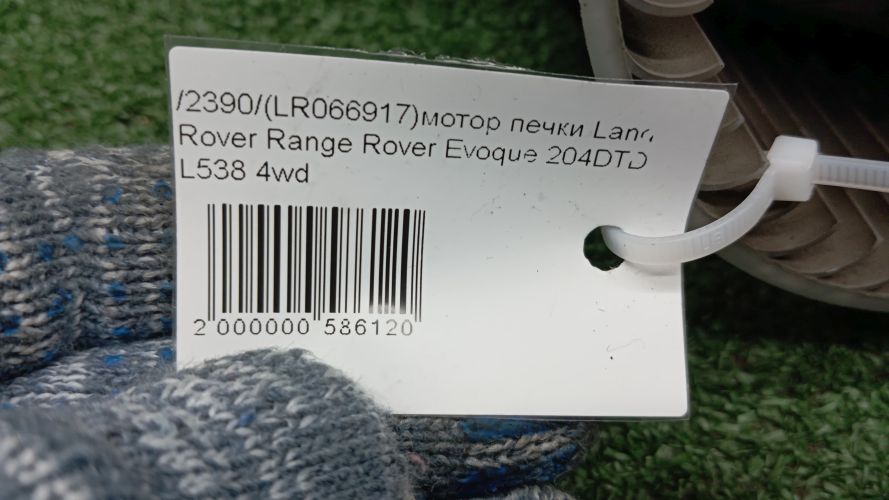 /2390/(LR066917)мотор печки Land
Rover Range Rover Evoque 204DTD
L538 4wd
2 000000 586120